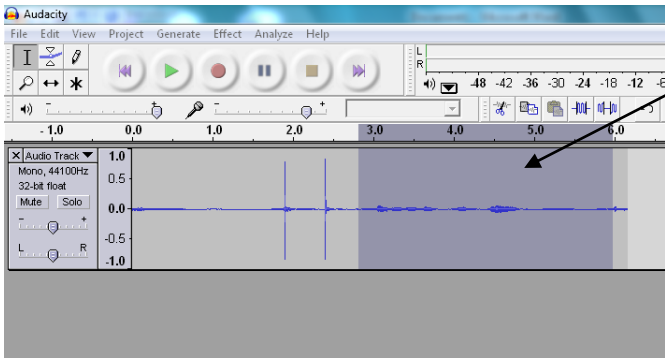 Audacity
File Edit View Project Generate Effect Analyze Help
L
R
-48 -42 -36 -30 -24 -18 -12 -6
- 1.0 0.0 1.0 2.0 3.0 4.0 5.0 6.0
X Audio Track
Mono, 44100Hz
32-bit float
Mute Solo
- +
L R
1.0
0.5
0.0
-0.5
-1.0